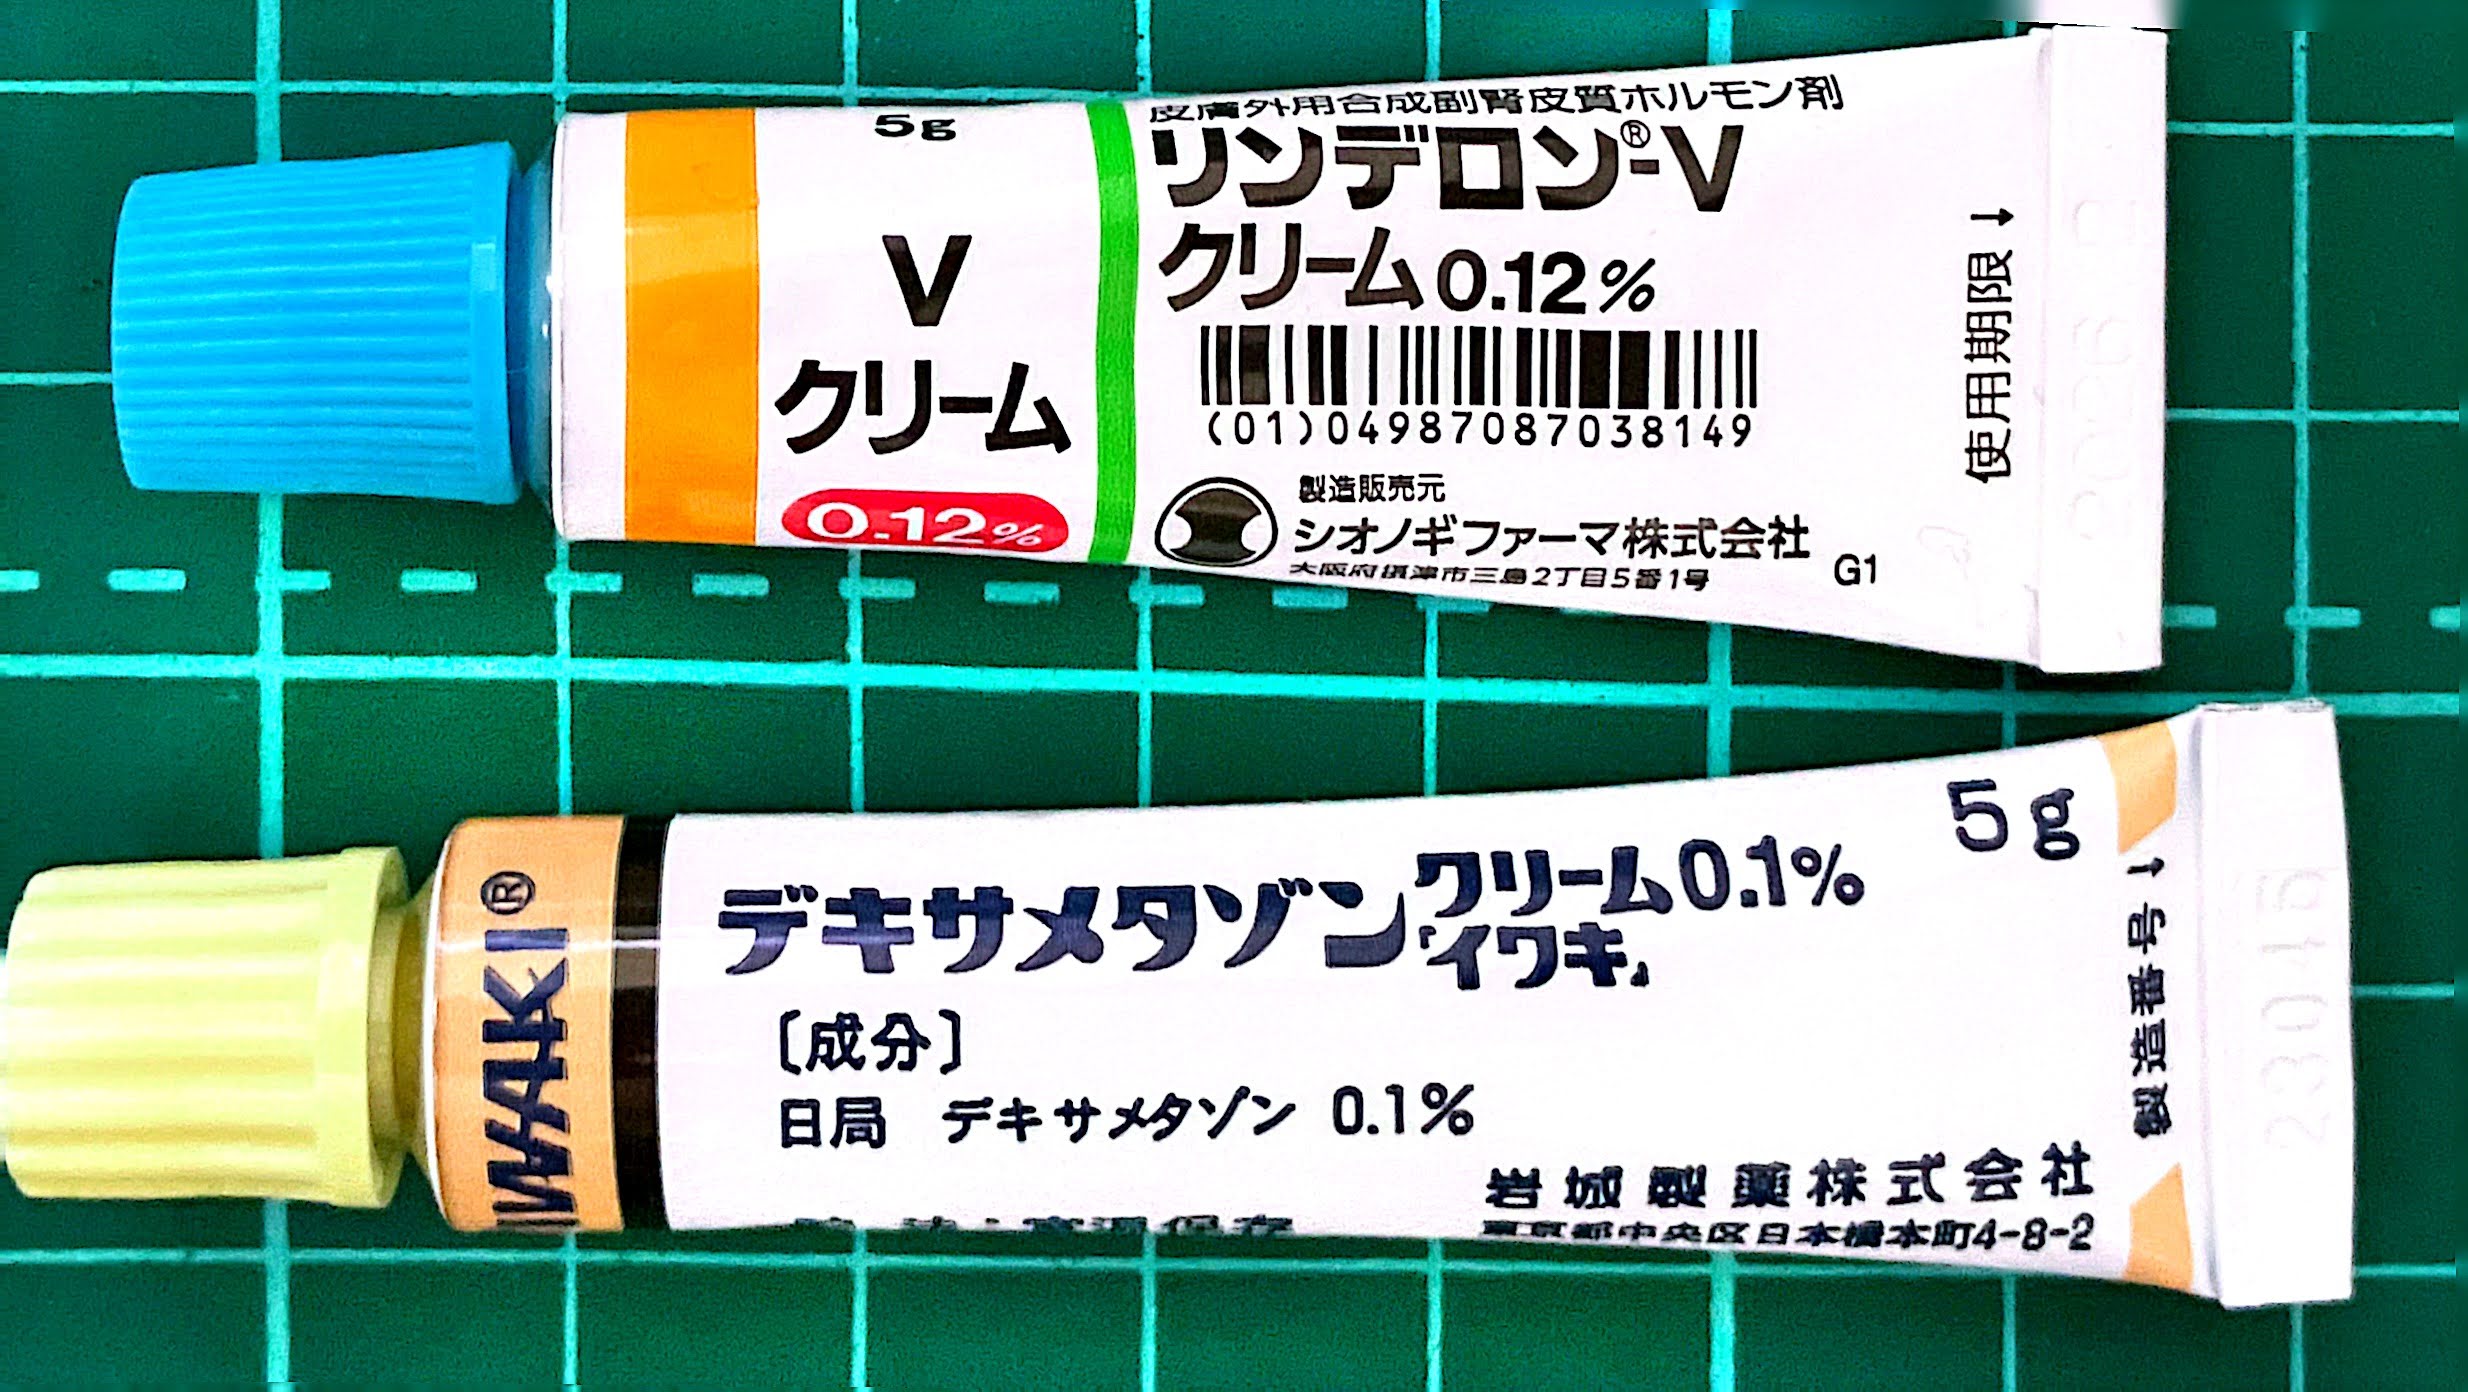 5g
V
クリーム
0.12%
皮膚外用合成副腎皮質ホルモン剤
リンデロン®-V
クリーム0.12%
(01)04987087038149
製造販売元
シオノギファーマ株式会社
大阪府摂津市三島2丁目5番1号
G1
使用期限→
IWAKI®
デキサメタゾンクリーム0.1%
「イワキ」
5g
〔成分〕
日局 デキサメタゾン 0.1%
岩城製薬株式会社
東京都中央区日本橋本町4-8-2
製造番号→